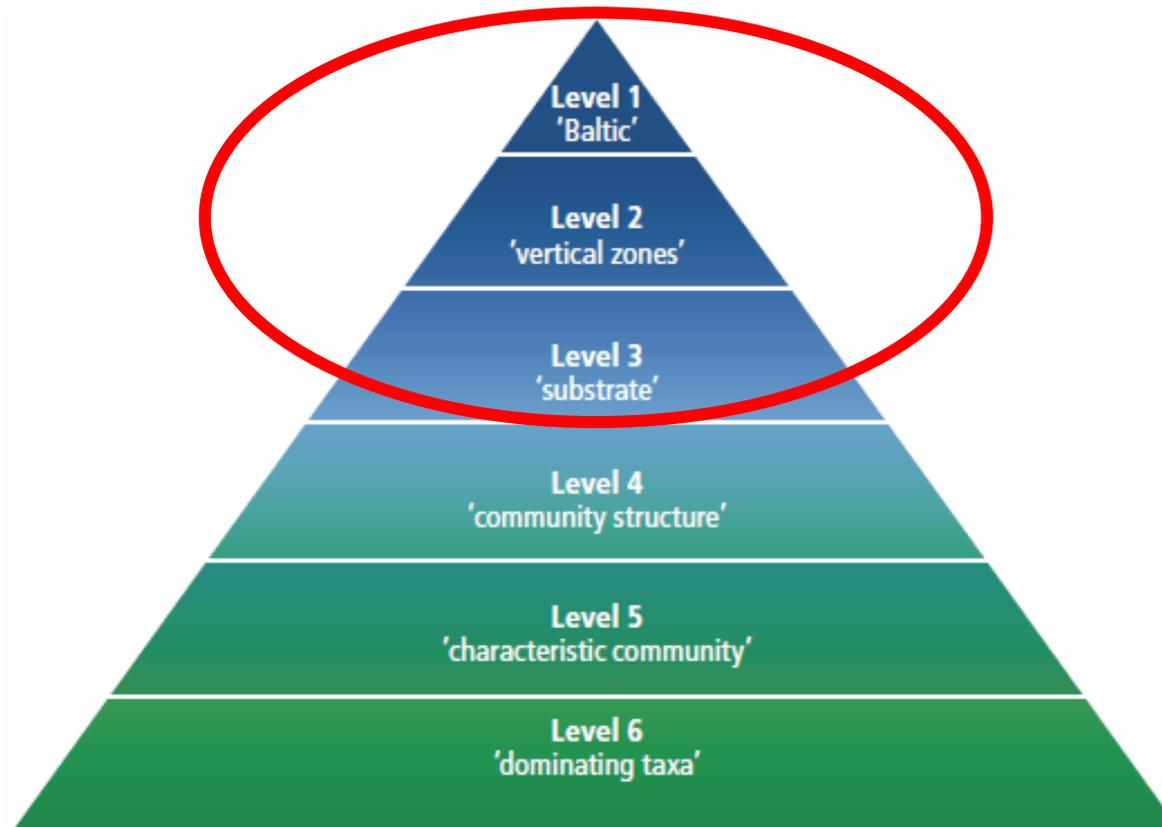 Level 1
‘Baltic’
Level 2
‘vertical zones’
Level 3
‘substrate’
Level 4
‘community structure’
Level 5
‘characteristic community’
Level 6
‘dominating taxa’